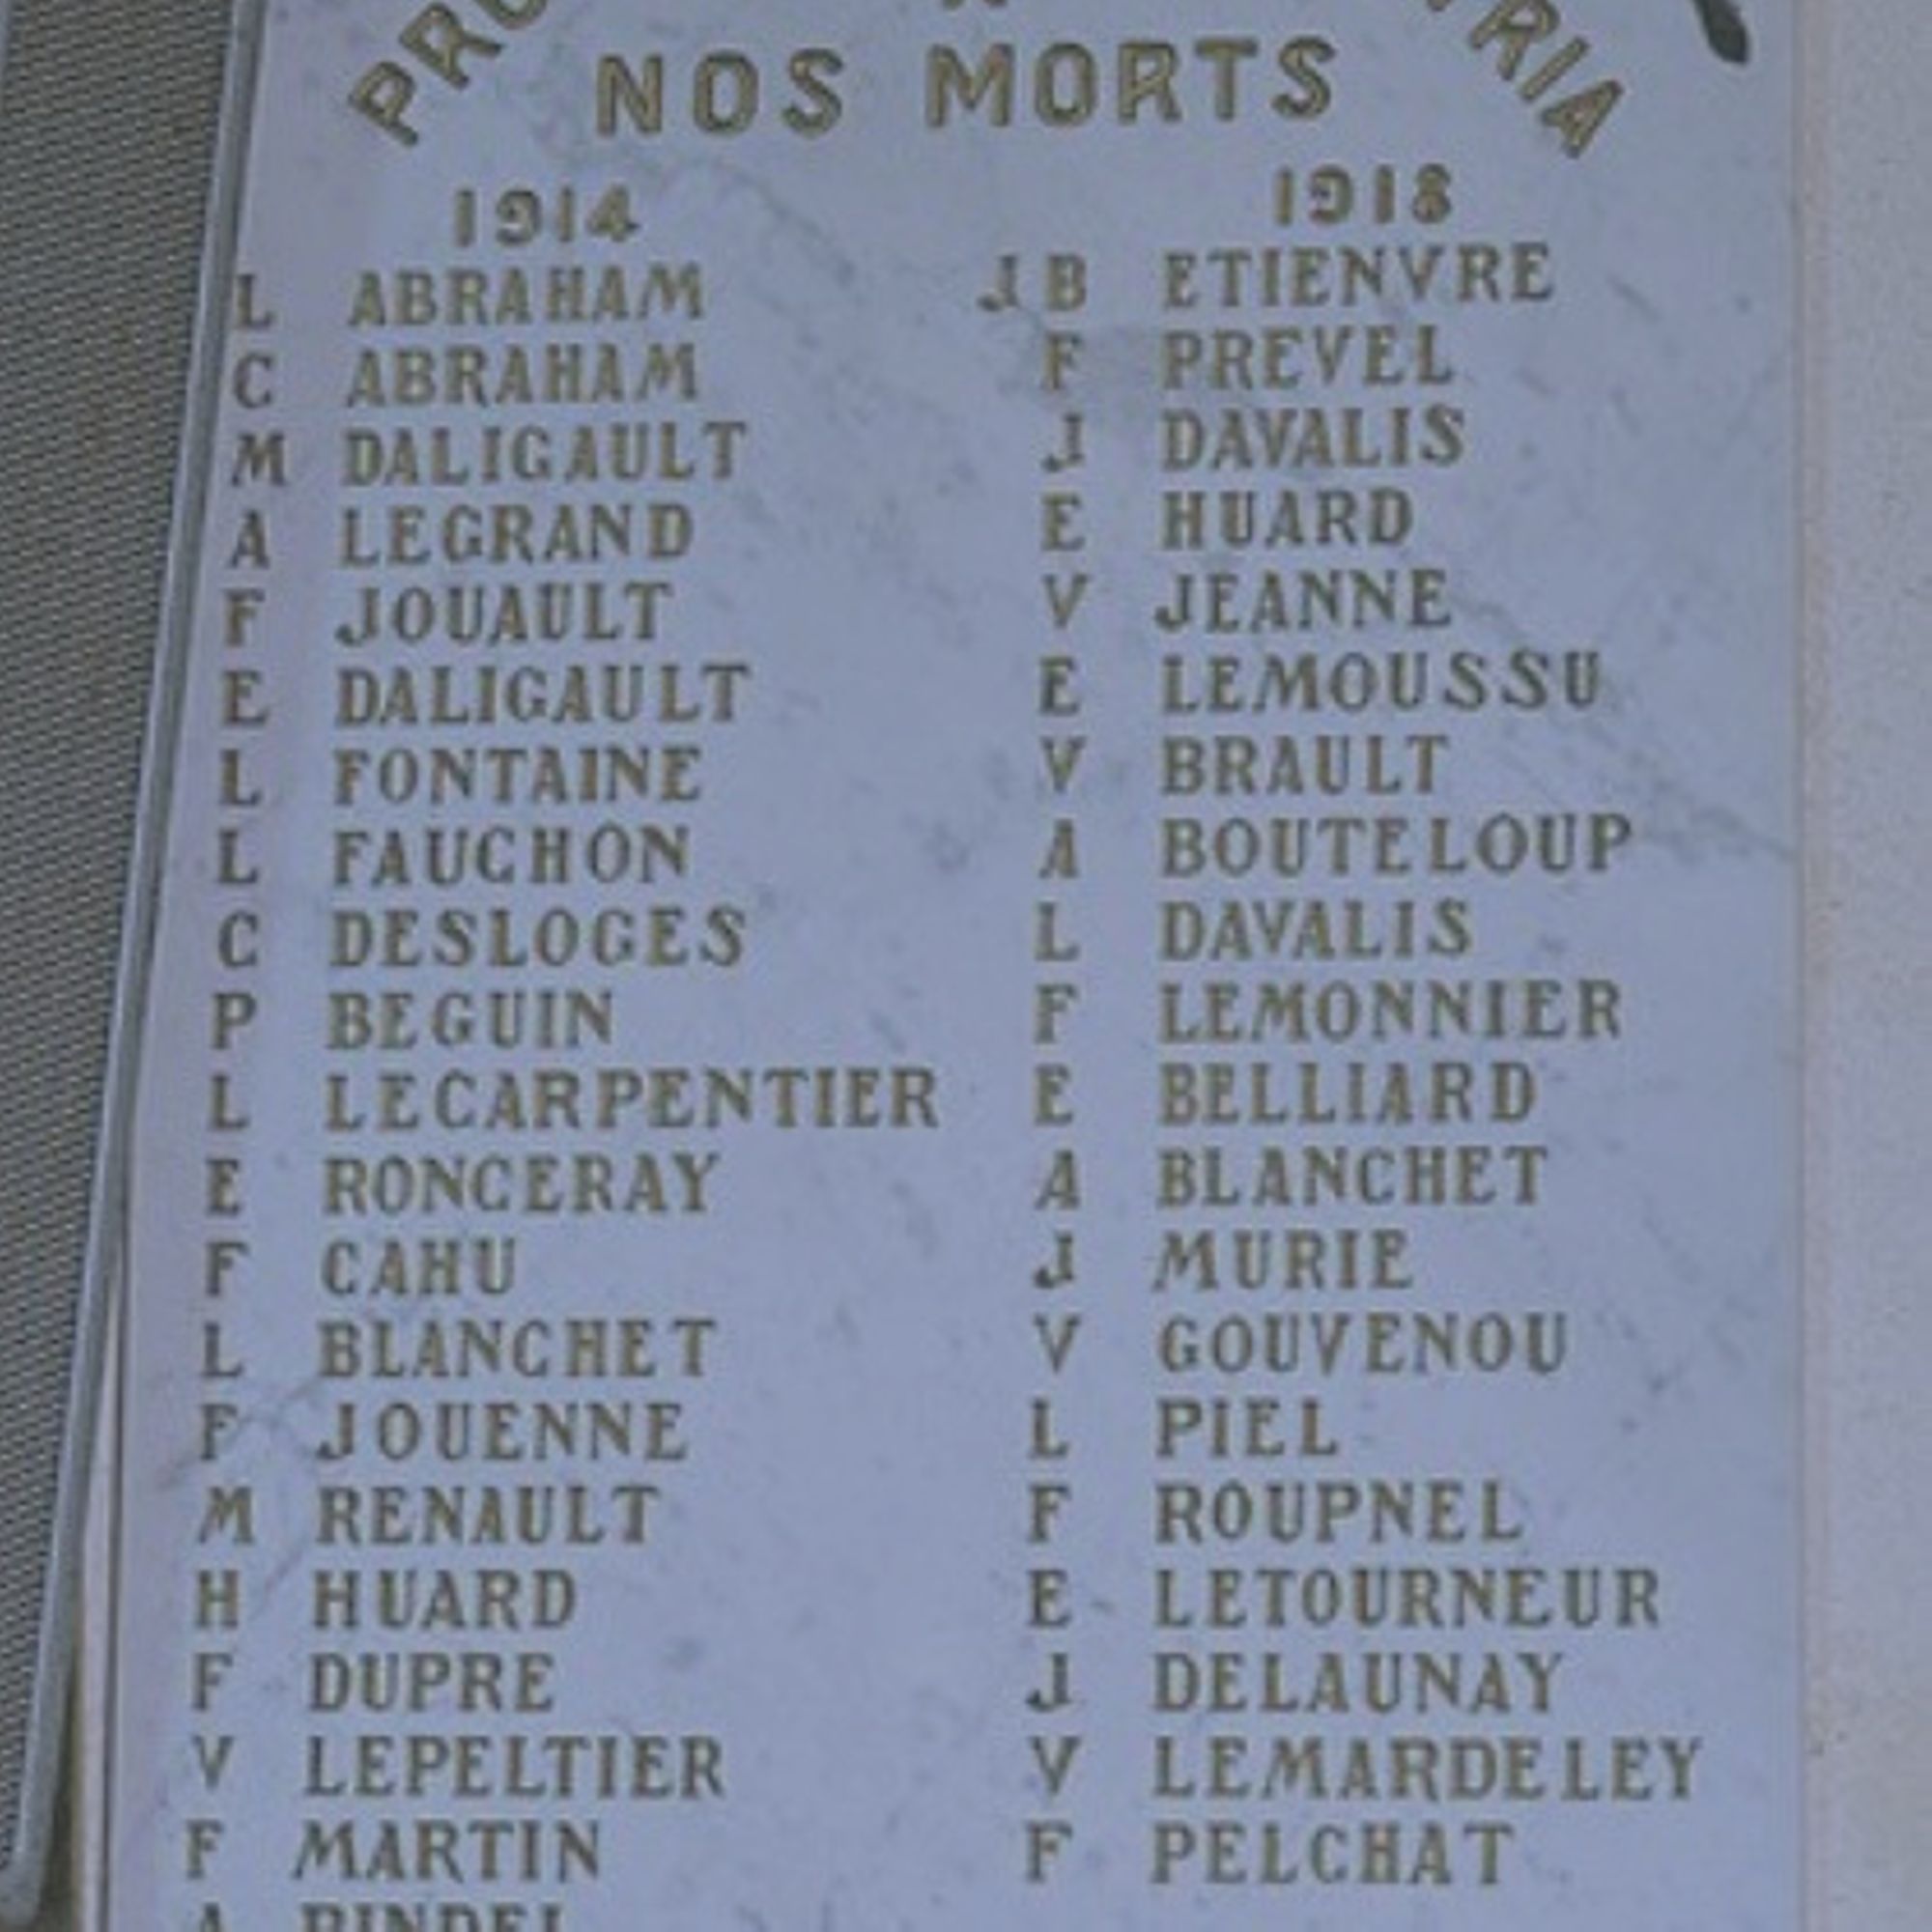 NOS MORTS
1914 1918
L ABRAHAM
C ABRAHAM
M DALIGAULT
A LEGRAND
F JOUAULT
E DALIGAULT
L FONTAINE
L FAUCHON
C DESLOGES
P BEGUIN
L LECARPENTIER
E RONCERAY
F CAHU
L BLANCHET
F JOUENNE
M RENAULT
H HUARD
F DUPRE
V LEPELTIER
F MARTIN
J B ETIENVRE
F PREVEL
J DAVALIS
E HUARD
V JEANNE
E LEMOUSSU
V BRAULT
A BOUTELOUP
L DAVALIS
F LEMONNIER
E BELLIARD
A BLANCHET
J MURIE
V GOUVENOU
L PIEL
F ROUPNEL
E LETOURNEUR
J DELAUNAY
V LEMARDELEY
F PELCHAT